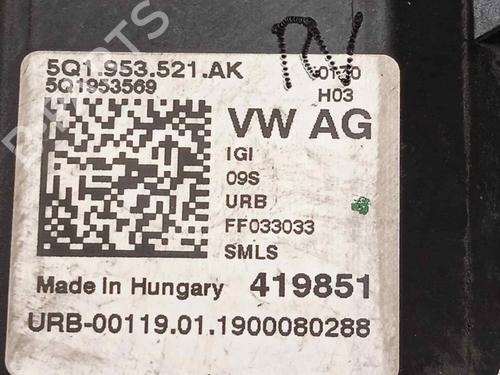 5Q1.953.521.AK
5Q1953569
H03
VW AG
IGI
09S
URB
FF033033
SMLS
Made in Hungary 419851
URB-00119.01.1900080288